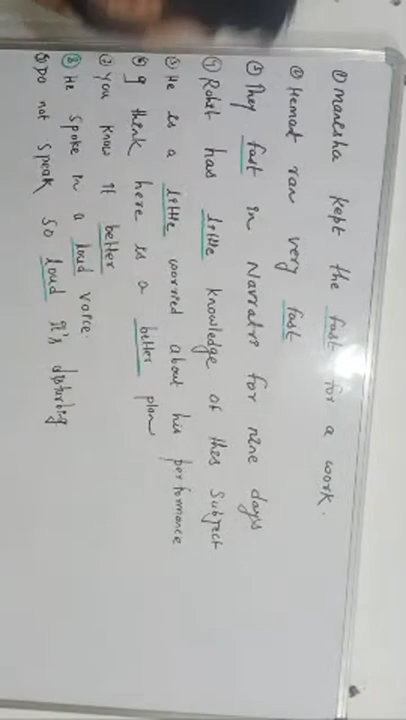 ① Manesha kept the fast for a work.
② Hemat ran very fast
③ They fast in Navratri for nine days
④ Rohit has little knowledge of this subject
⑤ He is a little worried about his performance
⑥ I think here is a better plan
⑦ You know it better
⑧ He spoke in a loud voice.
⑨ Do not speak so loud it's disturbing